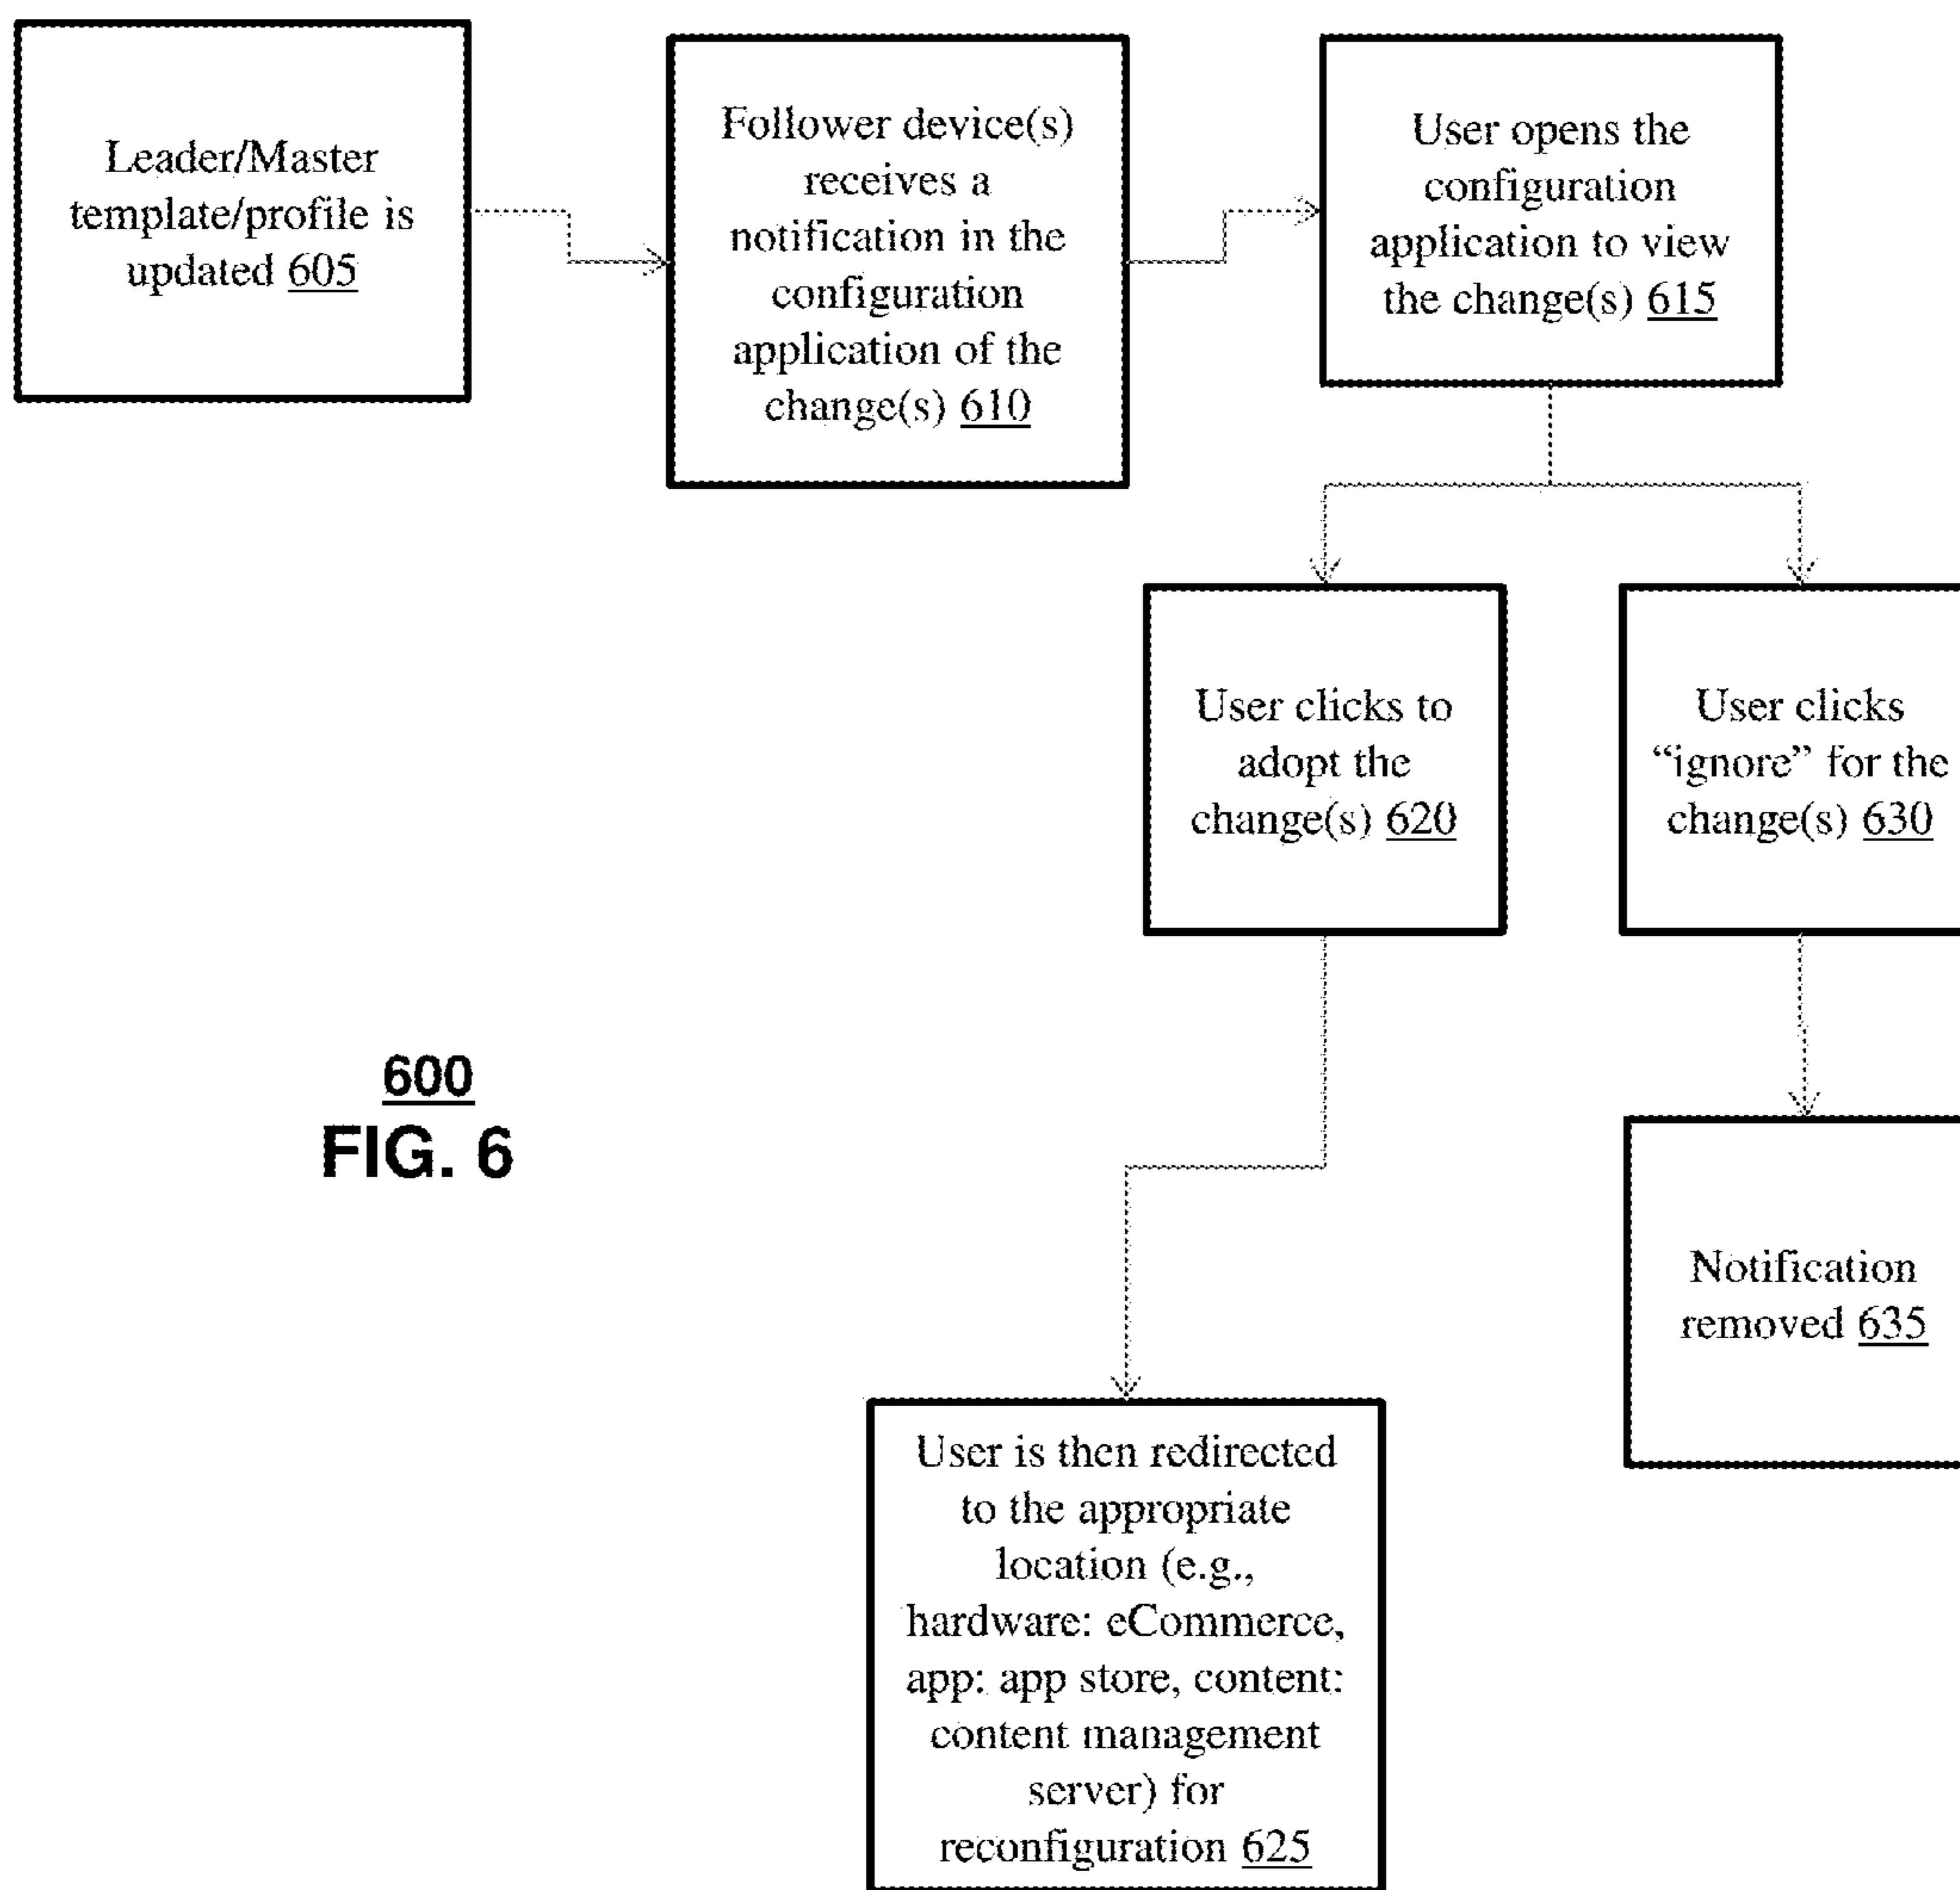 Leader/Master
template/profile is
updated 605
Follower device(s)
receives a
notification in the
configuration
application of the
change(s) 610
User opens the
configuration
application to view
the change(s) 615
User clicks to
adopt the
change(s) 620
User clicks
“ignore” for the
change(s) 630
600
FIG. 6
Notification
removed 635
User is then redirected
to the appropriate
location (e.g.,
hardware: eCommerce,
app: app store, content:
content management
server) for
reconfiguration 625